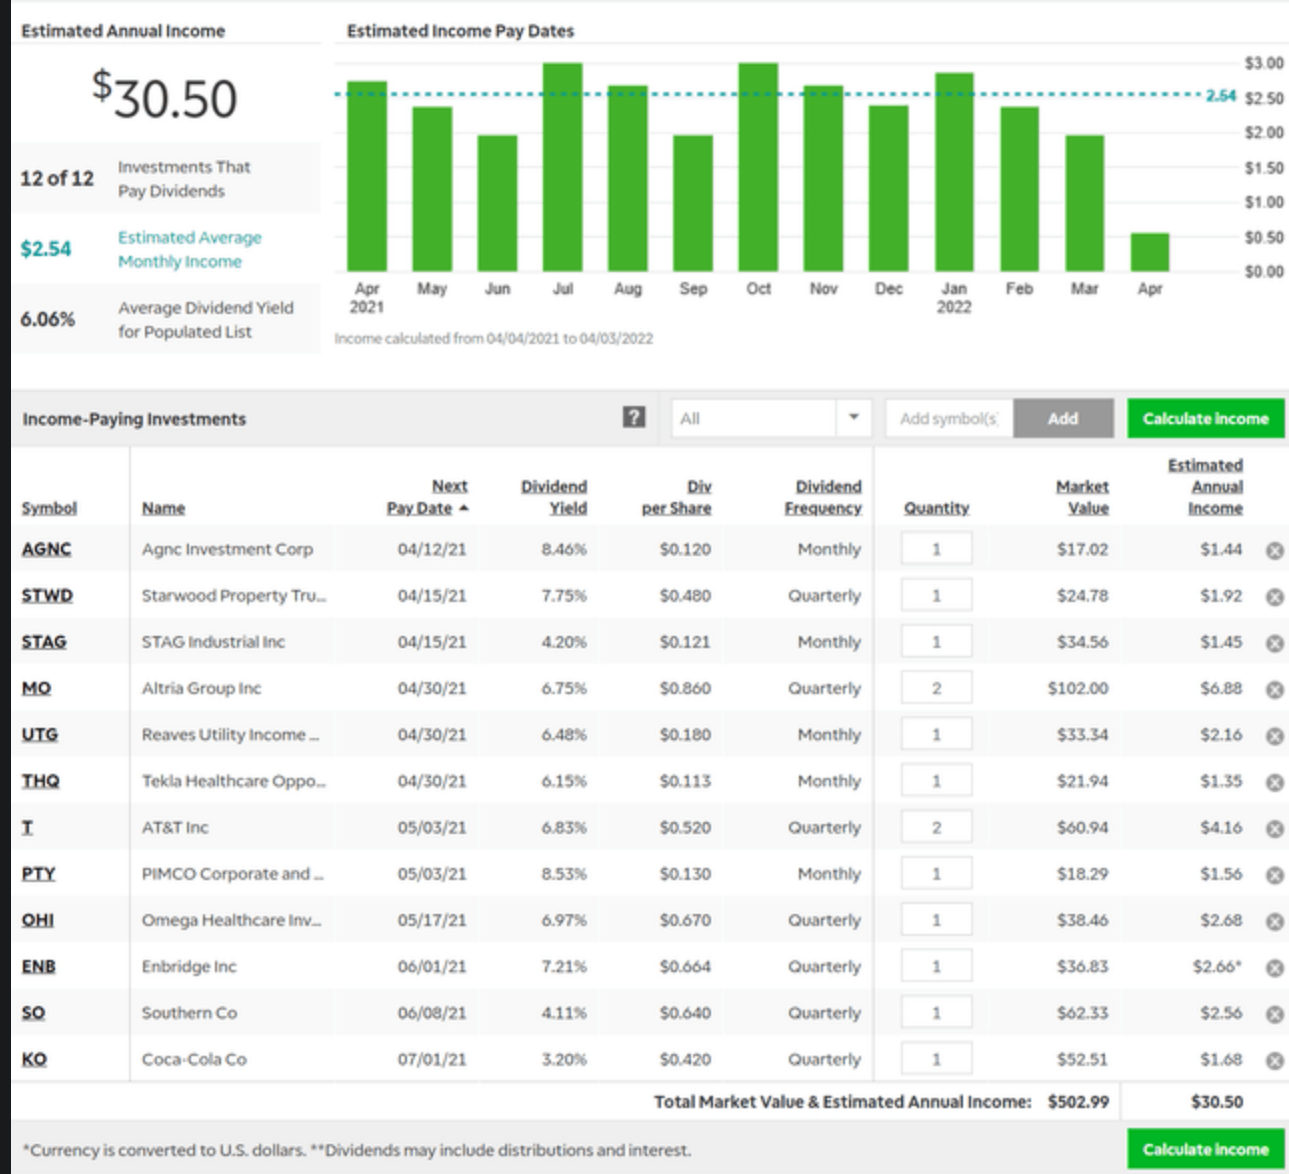 Estimated Annual Income
$30.50
12 of 12 Investments That
Pay Dividends
$2.54 Estimated Average
Monthly Income
6.06% Average Dividend Yield
for Populated List
Estimated Income Pay Dates
$3.00
2.54 $2.50
$2.00
$1.50
$1.00
$0.50
$0.00
Apr May Jun Jul Aug Sep Oct Nov Dec Jan Feb Mar Apr
2021 2022
Income calculated from 04/04/2021 to 04/03/2022
Income-Paying Investments ? All Add symbol(s) Add Calculate income
Symbol Name Next Pay Date Dividend Yield Div per Share Dividend Frequency Quantity Market Value Estimated Annual Income
AGNC Agnc Investment Corp 04/12/21 8.46% $0.120 Monthly 1 $17.02 $1.44
STWD Starwood Property Tru... 04/15/21 7.75% $0.480 Quarterly 1 $24.78 $1.92
STAG STAG Industrial Inc 04/15/21 4.20% $0.121 Monthly 1 $34.56 $1.45
MO Altria Group Inc 04/30/21 6.75% $0.860 Quarterly 2 $102.00 $6.88
UTG Reaves Utility Income ... 04/30/21 6.48% $0.180 Monthly 1 $33.34 $2.16
THQ Tekla Healthcare Oppo... 04/30/21 6.15% $0.113 Monthly 1 $21.94 $1.35
T AT&T Inc 05/03/21 6.83% $0.520 Quarterly 2 $60.94 $4.16
PTY PIMCO Corporate and ... 05/03/21 8.53% $0.130 Monthly 1 $18.29 $1.56
OHI Omega Healthcare Inv... 05/17/21 6.97% $0.670 Quarterly 1 $38.46 $2.68
ENB Enbridge Inc 06/01/21 7.21% $0.664 Quarterly 1 $36.83 $2.66*
SO Southern Co 06/08/21 4.11% $0.640 Quarterly 1 $62.33 $2.56
KO Coca-Cola Co 07/01/21 3.20% $0.420 Quarterly 1 $52.51 $1.68
Total Market Value & Estimated Annual Income: $502.99 $30.50
*Currency is converted to U.S. dollars. **Dividends may include distributions and interest. Calculate income